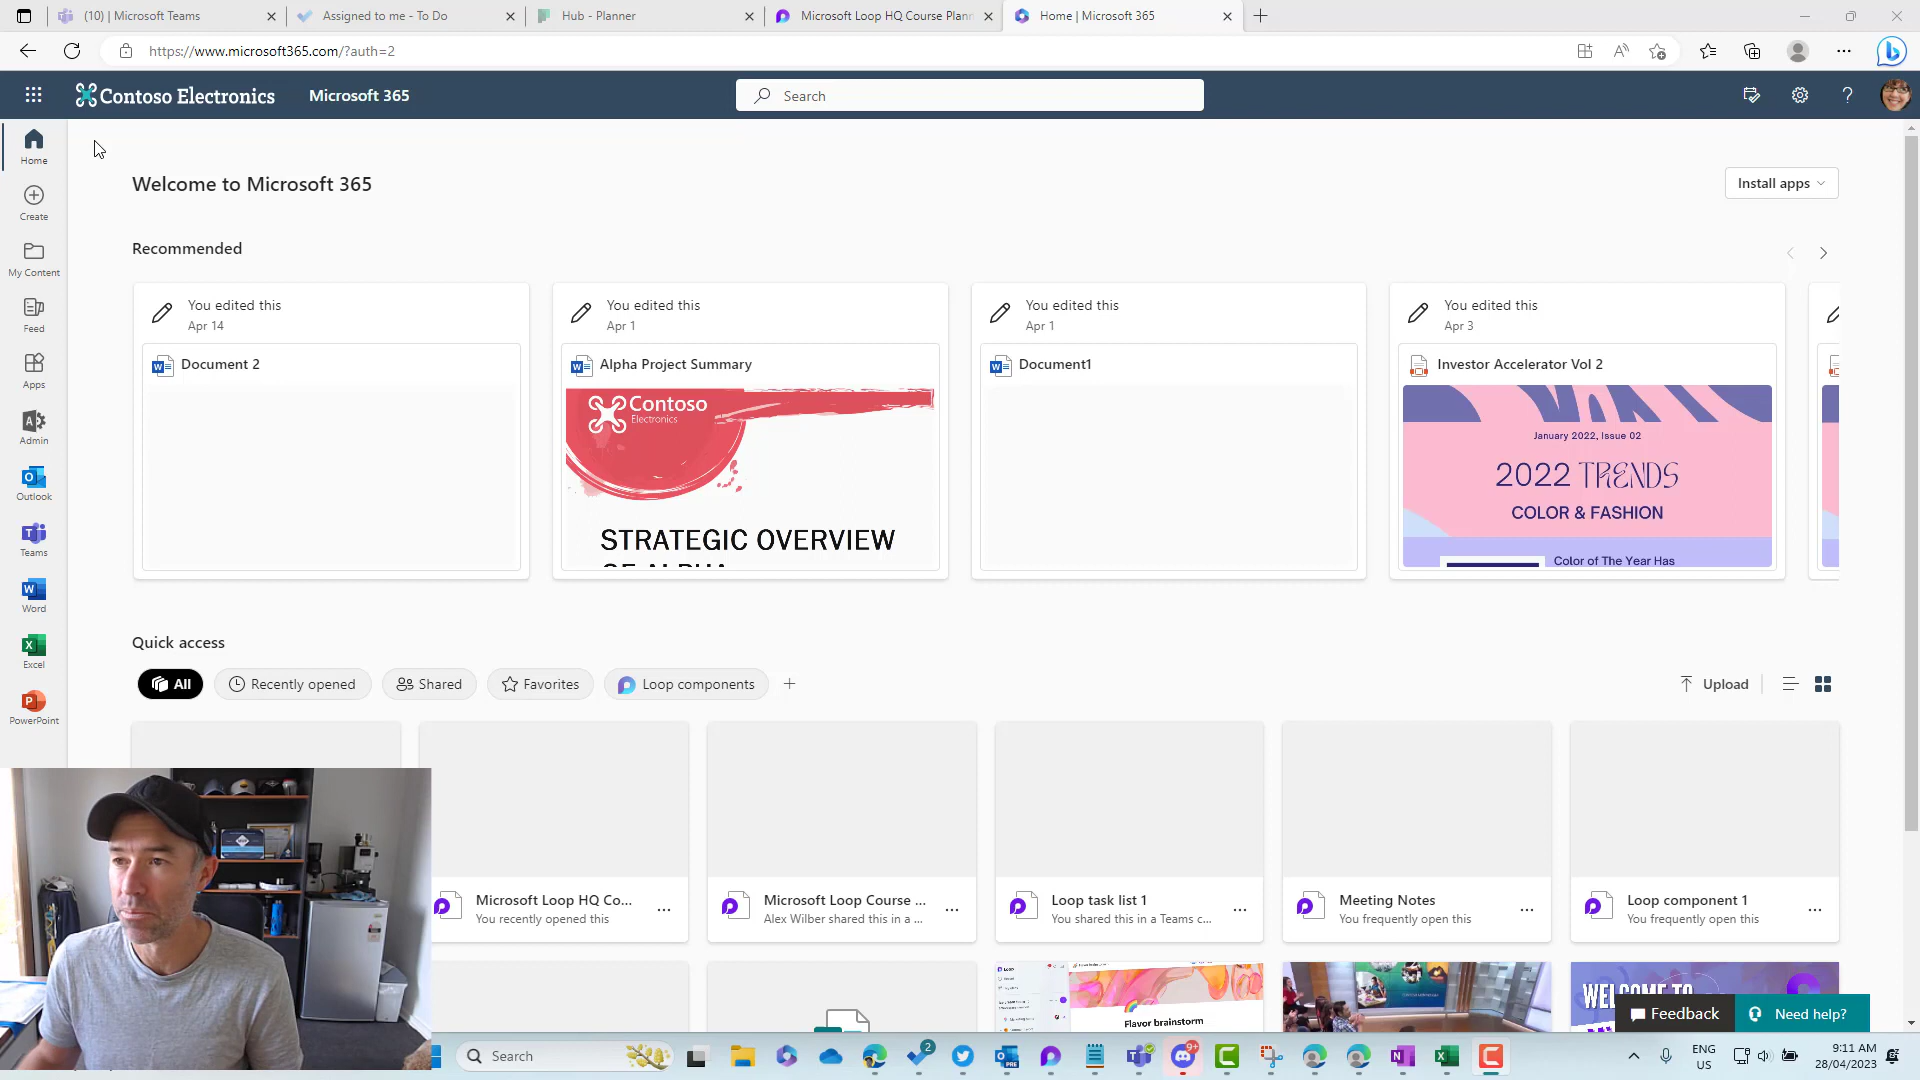 (10) | Microsoft Teams
Assigned to me - To Do
Hub - Planner
Microsoft Loop HQ Course Plann
Home | Microsoft 365
https://www.microsoft365.com/?auth=2
Contoso Electronics
Microsoft 365
Search
Home
Create
My Content
Feed
Apps
Admin
Outlook
Teams
Word
Excel
PowerPoint
Welcome to Microsoft 365
Install apps
Recommended
You edited this
Apr 14
Document 2
You edited this
Apr 1
Alpha Project Summary
Contoso
Electronics
STRATEGIC OVERVIEW
OF ALPHA
You edited this
Apr 1
Document1
You edited this
Apr 3
Investor Accelerator Vol 2
January 2022, Issue 02
2022 TRENDS
COLOR & FASHION
Color of The Year Has
Quick access
All
Recently opened
Shared
Favorites
Loop components
Upload
Microsoft Loop HQ Co...
You recently opened this
Microsoft Loop Course ...
Alex Wilber shared this in a ...
Loop task list 1
You shared this in a Teams c...
Meeting Notes
You frequently open this
Loop component 1
You frequently open this
Loop
Flavor brainstorm
WELCOME TO
Feedback
Need help?
Search
2
9+
ENG
US
9:11 AM
28/04/2023